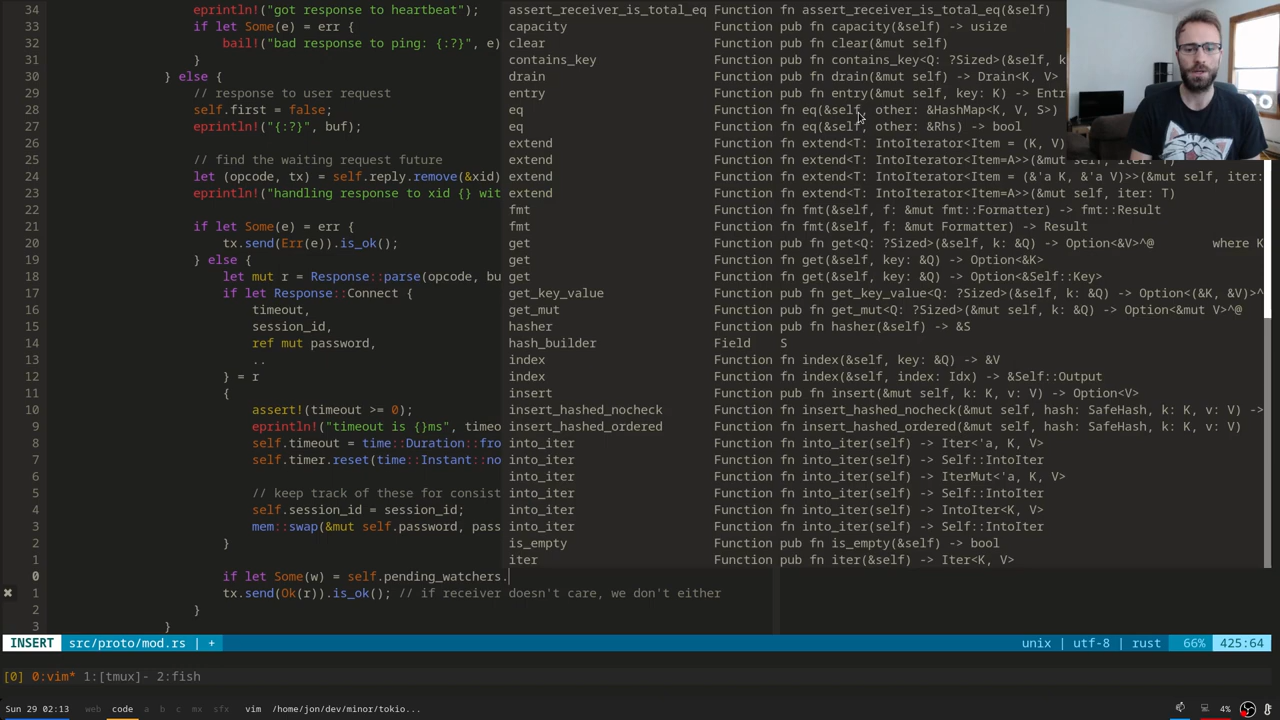 34 eprintln!("got response to heartbeat"); assert_receiver_is_total_eq Function fn assert_receiver_is_total_eq(&self)
33 if let Some(e) = err { capacity Function pub fn capacity(&self) -> usize
32 bail!("bad response to ping: {:?}", e) clear Function pub fn clear(&mut self)
31 } contains_key Function pub fn contains_key<Q: ?Sized>(&self, k
30 } else { drain Function pub fn drain(&mut self) -> Drain<K, V>
29 // response to user request entry Function pub fn entry(&mut self, key: K) -> Entr
28 self.first = false; eq Function fn eq(&self, other: &HashMap<K, V, S>)
27 eprintln!("{:?}", buf); eq Function fn eq(&self, other: &Rhs) -> bool
26 extend Function fn extend<T: IntoIterator<Item = (K, V)
25 // find the waiting request future extend Function fn extend<T: IntoIterator<Item=A>>(&mut self, iter: T)
24 let (opcode, tx) = self.reply.remove(&xid) extend Function fn extend<T: IntoIterator<Item = (&'a K, &'a V)>>(&mut self, iter:
23 eprintln!("handling response to xid {} wit extend Function fn extend<T: IntoIterator<Item=A>>(&mut self, iter: T)
22 fmt Function fn fmt(&self, f: &mut fmt::Formatter) -> fmt::Result
21 if let Some(e) = err { fmt Function fn fmt(&self, f: &mut Formatter) -> Result
20 tx.send(Err(e)).is_ok(); get Function pub fn get<Q: ?Sized>(&self, k: &Q) -> Option<&V>^@ where K
19 } else { get Function fn get(&self, key: &Q) -> Option<&K>
18 let mut r = Response::parse(opcode, bu get Function fn get(&self, key: &Q) -> Option<&Self::Key>
17 if let Response::Connect { get_key_value Function pub fn get_key_value<Q: ?Sized>(&self, k: &Q) -> Option<(&K, &V)>^
16 timeout, get_mut Function pub fn get_mut<Q: ?Sized>(&mut self, k: &Q) -> Option<&mut V>^@
15 session_id, hasher Function pub fn hasher(&self) -> &S
14 ref mut password, hash_builder Field S
13 .. index Function fn index(&self, key: &Q) -> &V
12 } = r index Function fn index(&self, index: Idx) -> &Self::Output
11 { insert Function pub fn insert(&mut self, k: K, v: V) -> Option<V>
10 assert!(timeout >= 0); insert_hashed_nocheck Function fn insert_hashed_nocheck(&mut self, hash: SafeHash, k: K, v: V) ->
9 eprintln!("timeout is {}ms", timeo insert_hashed_ordered Function fn insert_hashed_ordered(&mut self, hash: SafeHash, k: K, v: V)
8 self.timeout = time::Duration::fro into_iter Function fn into_iter(self) -> Iter<'a, K, V>
7 self.timer.reset(time::Instant::no into_iter Function fn into_iter(self) -> Self::IntoIter
6 into_iter Function fn into_iter(self) -> IterMut<'a, K, V>
5 // keep track of these for consist into_iter Function fn into_iter(self) -> Self::IntoIter
4 self.session_id = session_id; into_iter Function fn into_iter(self) -> IntoIter<K, V>
3 mem::swap(&mut self.password, pass into_iter Function fn into_iter(self) -> Self::IntoIter
2 } is_empty Function pub fn is_empty(&self) -> bool
1 iter Function pub fn iter(&self) -> Iter<K, V>
0 if let Some(w) = self.pending_watchers.
1 tx.send(Ok(r)).is_ok(); // if receiver doesn't care, we don't either
2 }
3 }
INSERT src/proto/mod.rs | + unix | utf-8 | rust 66% 425:64
[0] 0:vim* 1:[tmux]- 2:fish
Sun 29 02:13 web code a b c mx sfx vim /home/jon/dev/minor/tokio... 4%